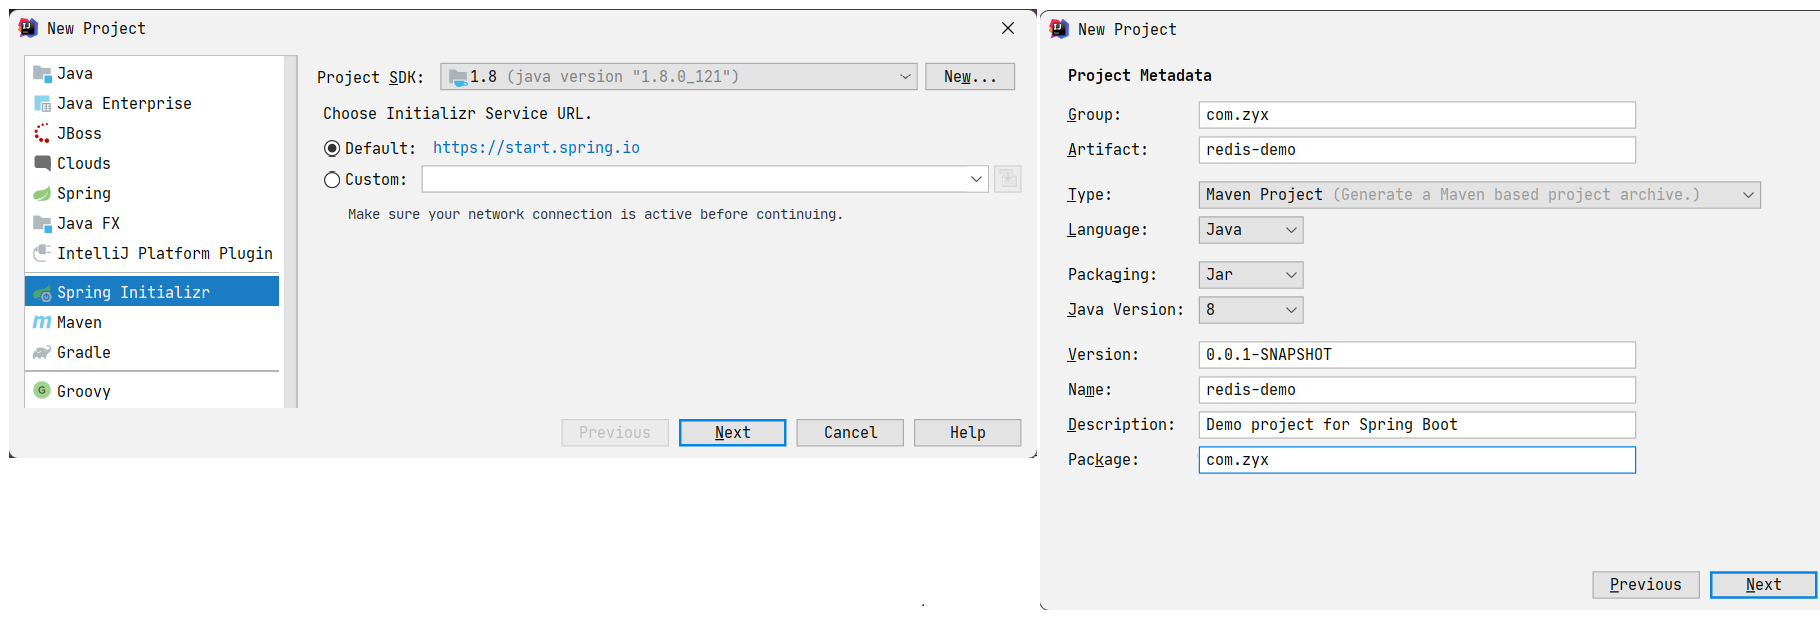 New Project
Java
Java Enterprise
JBoss
Clouds
Spring
Java FX
IntelliJ Platform Plugin
Spring Initializr
Maven
Gradle
Groovy
Project SDK: 1.8 (java version "1.8.0_121") New...
Choose Initializr Service URL.
Default: https://start.spring.io
Custom:
Make sure your network connection is active before continuing.
Previous Next Cancel Help
New Project
Project Metadata
Group: com.zyx
Artifact: redis-demo
Type: Maven Project (Generate a Maven based project archive.)
Language: Java
Packaging: Jar
Java Version: 8
Version: 0.0.1-SNAPSHOT
Name: redis-demo
Description: Demo project for Spring Boot
Package: com.zyx
Previous Next